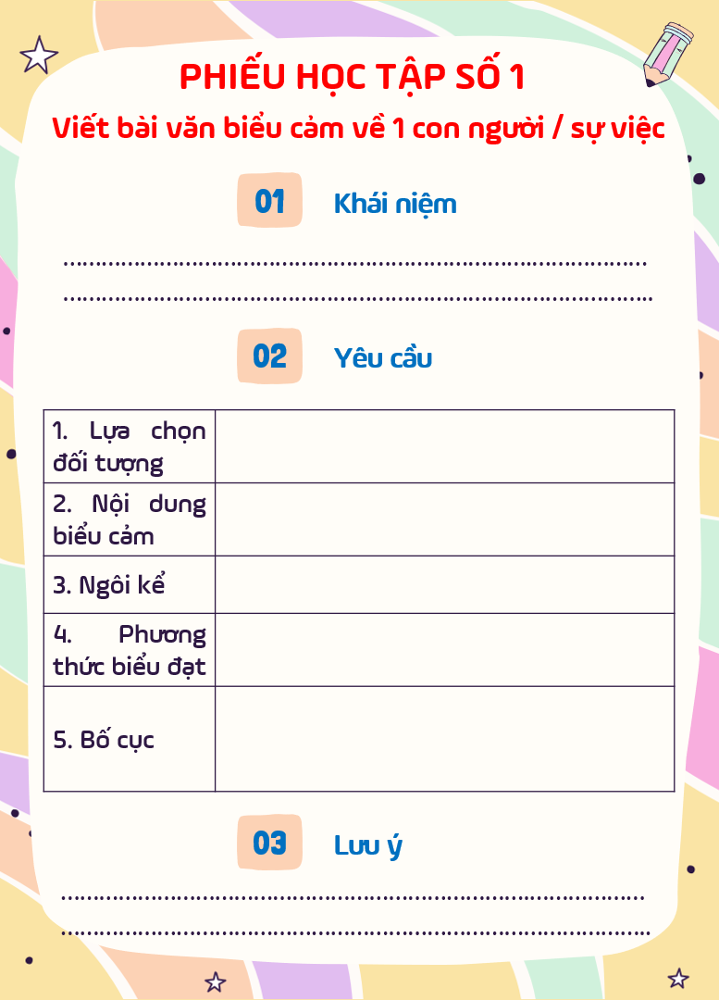 PHIẾU HỌC TẬP SỐ 1
Viết bài văn biểu cảm về 1 con người / sự việc
01 Khái niệm
................................................................................
................................................................................
02 Yêu cầu
1. Lựa chọn
đối tượng
2. Nội dung
biểu cảm
3. Ngôi kể
4. Phương
thức biểu đạt
5. Bố cục
03 Lưu ý
................................................................................
................................................................................